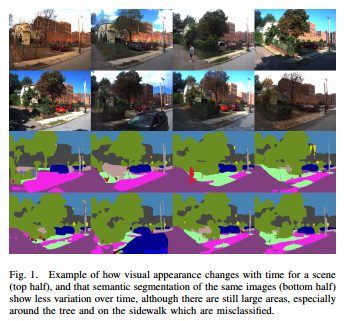 Fig. 1. Example of how visual appearance changes with time for a scene
(top half), and that semantic segmentation of the same images (bottom half)
show less variation over time, although there are still large areas, especially
around the tree and on the sidewalk which are misclassified.